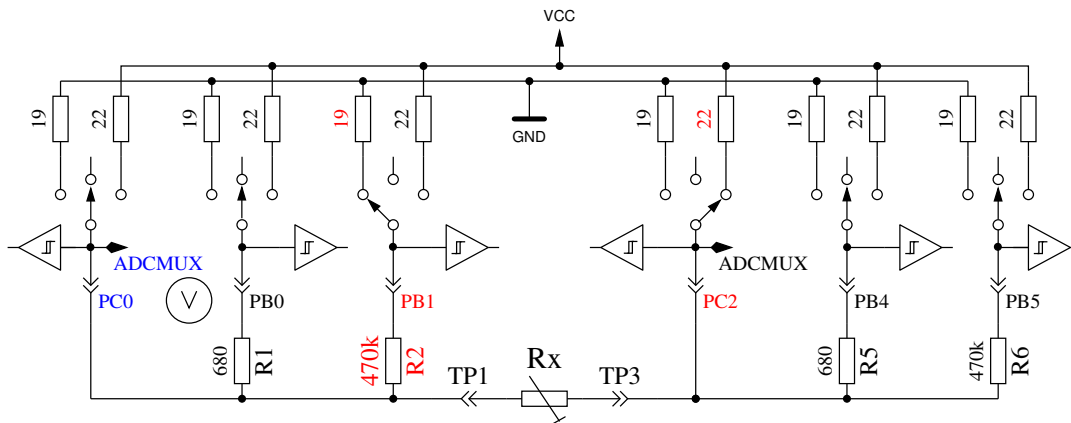 VCC
19
22
19
22
19
22
GND
19
22
19
22
19
22
ADCMUX
ADCMUX
PC0
V
PB0
PB1
PC2
PB4
PB5
680
R1
470k
R2
TP1
Rx
TP3
680
R5
470k
R6